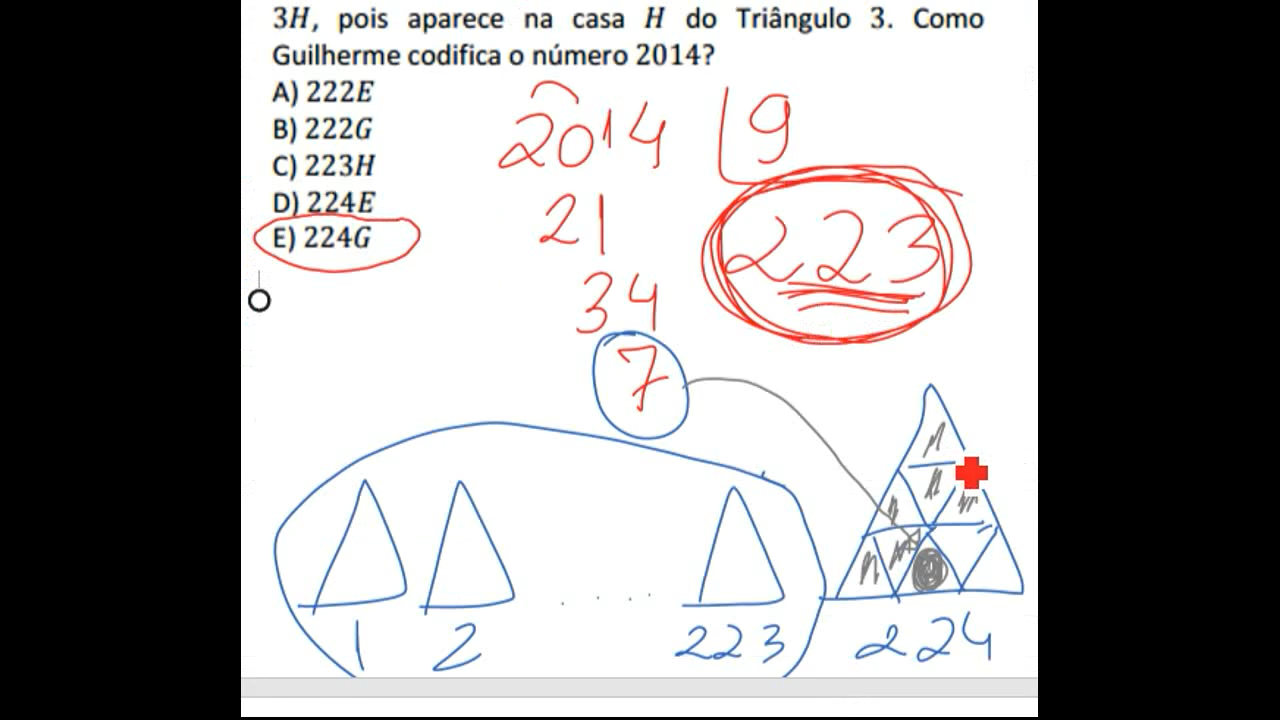 3H, pois aparece na casa H do Triângulo 3. Como
Guilherme codifica o número 2014?
A) 222E
B) 222G
C) 223H
D) 224E
E) 224G
2014 9
21 223
34
7
1 2 .... 223 224